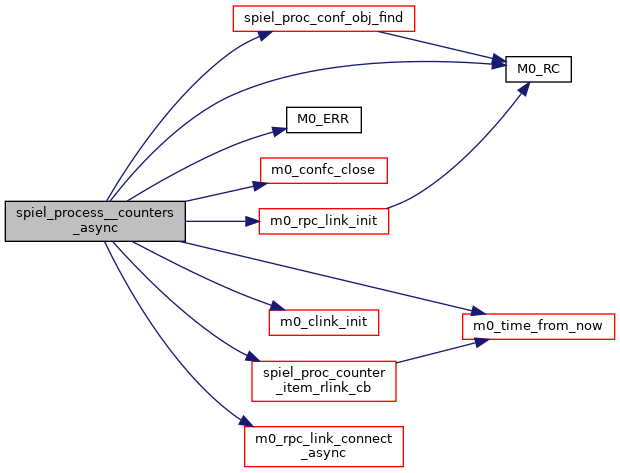 spiel_proc_conf_obj_find
M0_RC
M0_ERR
m0_confc_close
spiel_process__counters
_async
m0_rpc_link_init
m0_clink_init
m0_time_from_now
spiel_proc_counter
_item_rlink_cb
m0_rpc_link_connect
_async